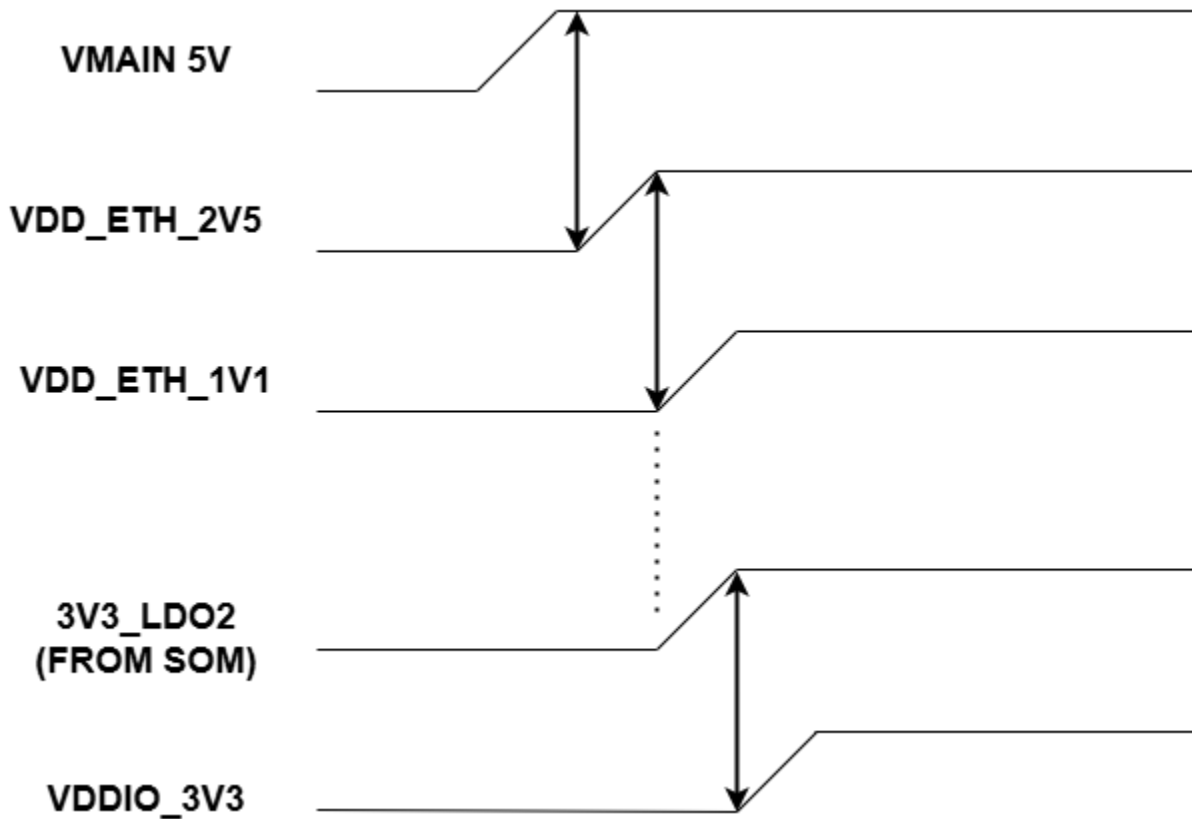 VMAIN 5V
VDD_ETH_2V5
VDD_ETH_1V1
3V3_LDO2
(FROM SOM)
VDDIO_3V3